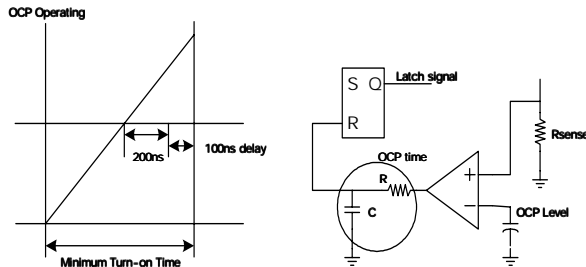 OCP Operating
200ns
100ns delay
Minimum Turn-on Time
S Q
R
Latch signal
OCP time
R
C
+
−
Rsense
OCP Level